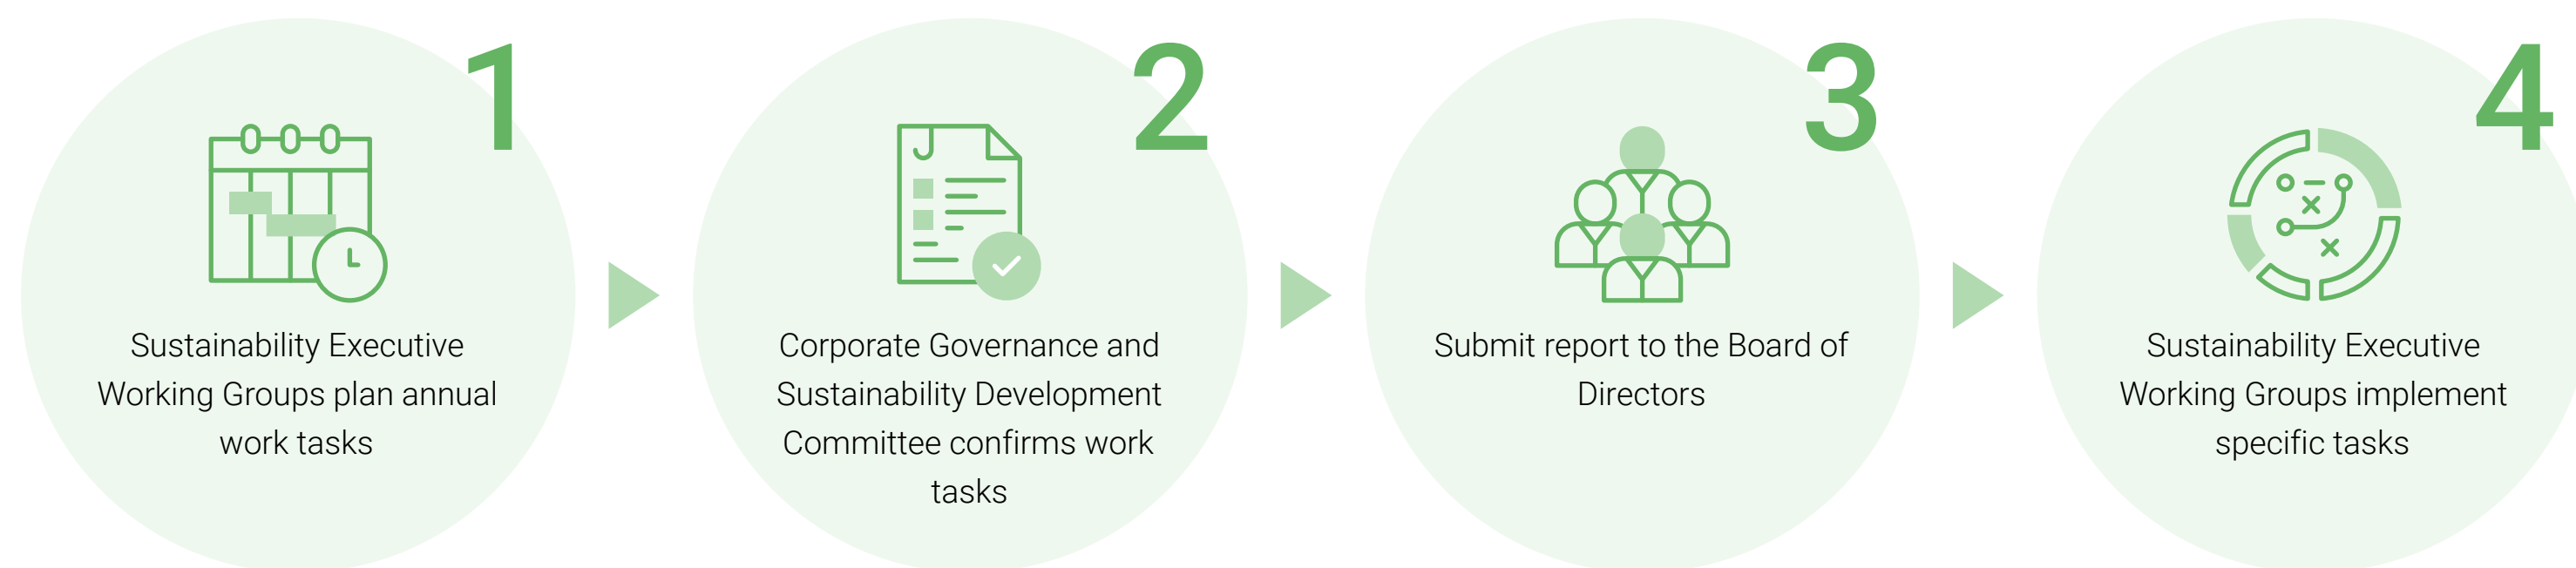 1
Sustainability Executive
Working Groups plan annual
work tasks
2
Corporate Governance and
Sustainability Development
Committee confirms work
tasks
3
Submit report to the Board of
Directors
4
Sustainability Executive
Working Groups implement
specific tasks